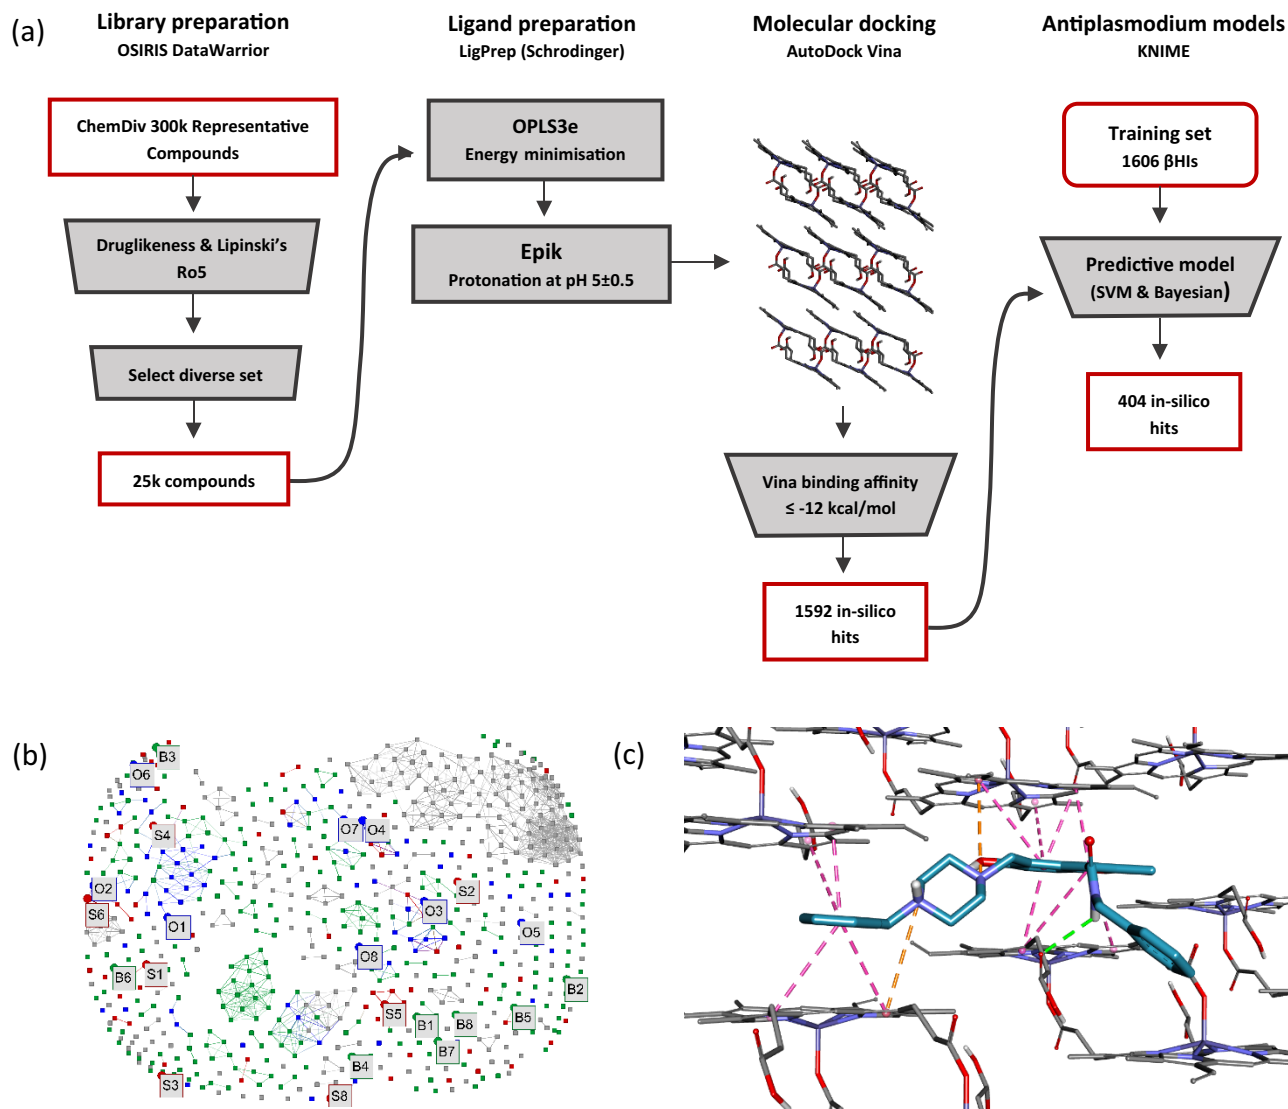 (a)
Library preparation
OSIRIS DataWarrior
ChemDiv 300k Representative
Compounds
Druglikeness & Lipinski's
Ro5
Select diverse set
25k compounds
Ligand preparation
LigPrep (Schrodinger)
OPLS3e
Energy minimisation
Epik
Protonation at pH 5±0.5
Molecular docking
AutoDock Vina
Vina binding affinity
≤ -12 kcal/mol
1592 in-silico
hits
Antiplasmodium models
KNIME
Training set
1606 βHIs
Predictive model
(SVM & Bayesian)
404 in-silico
hits
(b)
B3
O6
S4
O7 O4
O2
S6
O1
S2
O3
O5
O8
B6 S1
B2
S5
B1 B8 B5
B7
B4
S3
S8
(c)